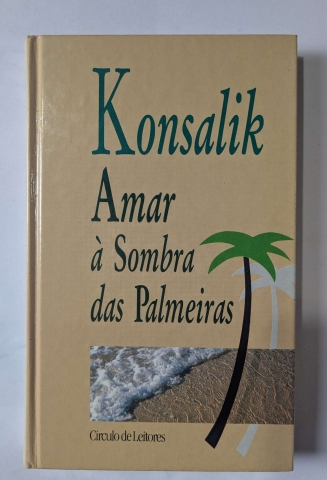 Konsalik
Amar
à Sombra
das Palmeiras
Círculo de Leitores